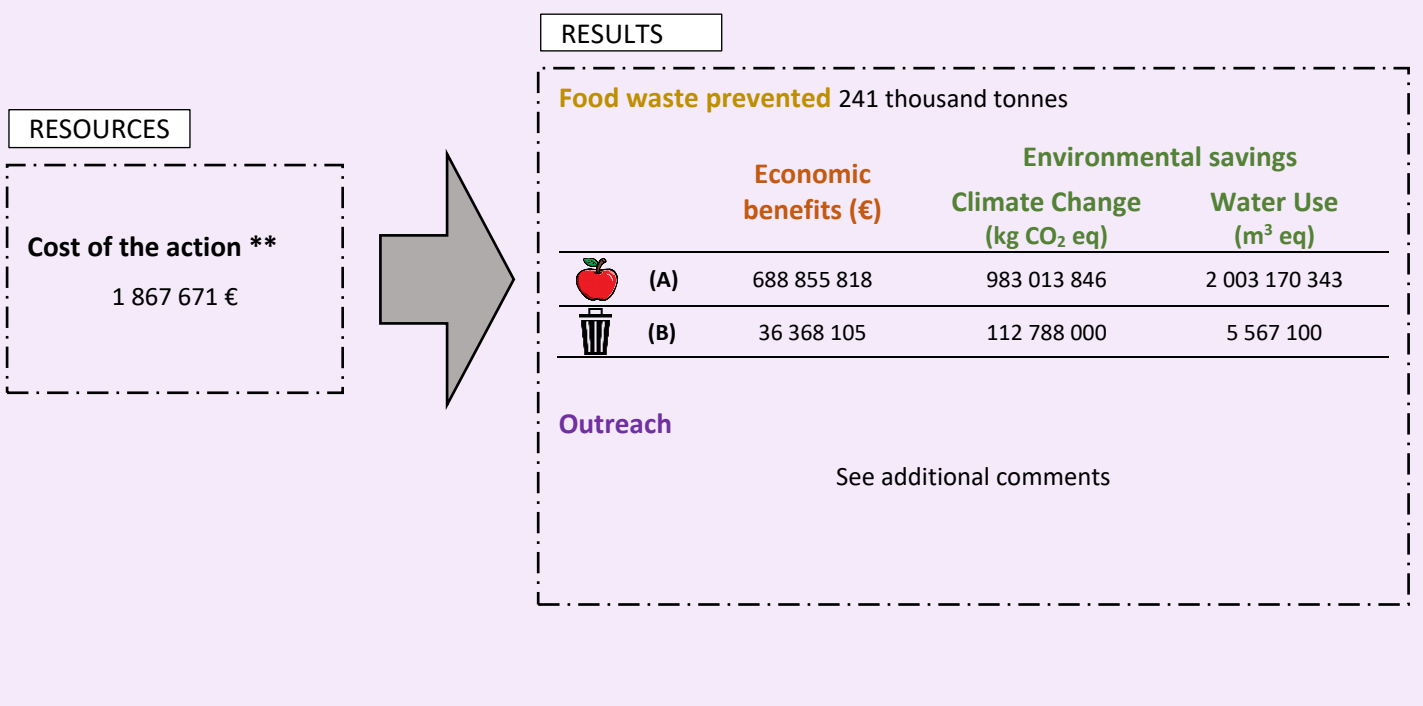 RESULTS
Food waste prevented 241 thousand tonnes
RESOURCES
Environmental savings
Economic
benefits (€)
Climate Change
(kg CO₂ eq)
Water Use
(m³ eq)
Cost of the action **
1 867 671 €
(A) 688 855 818 983 013 846 2 003 170 343
(B) 36 368 105 112 788 000 5 567 100
Outreach
See additional comments